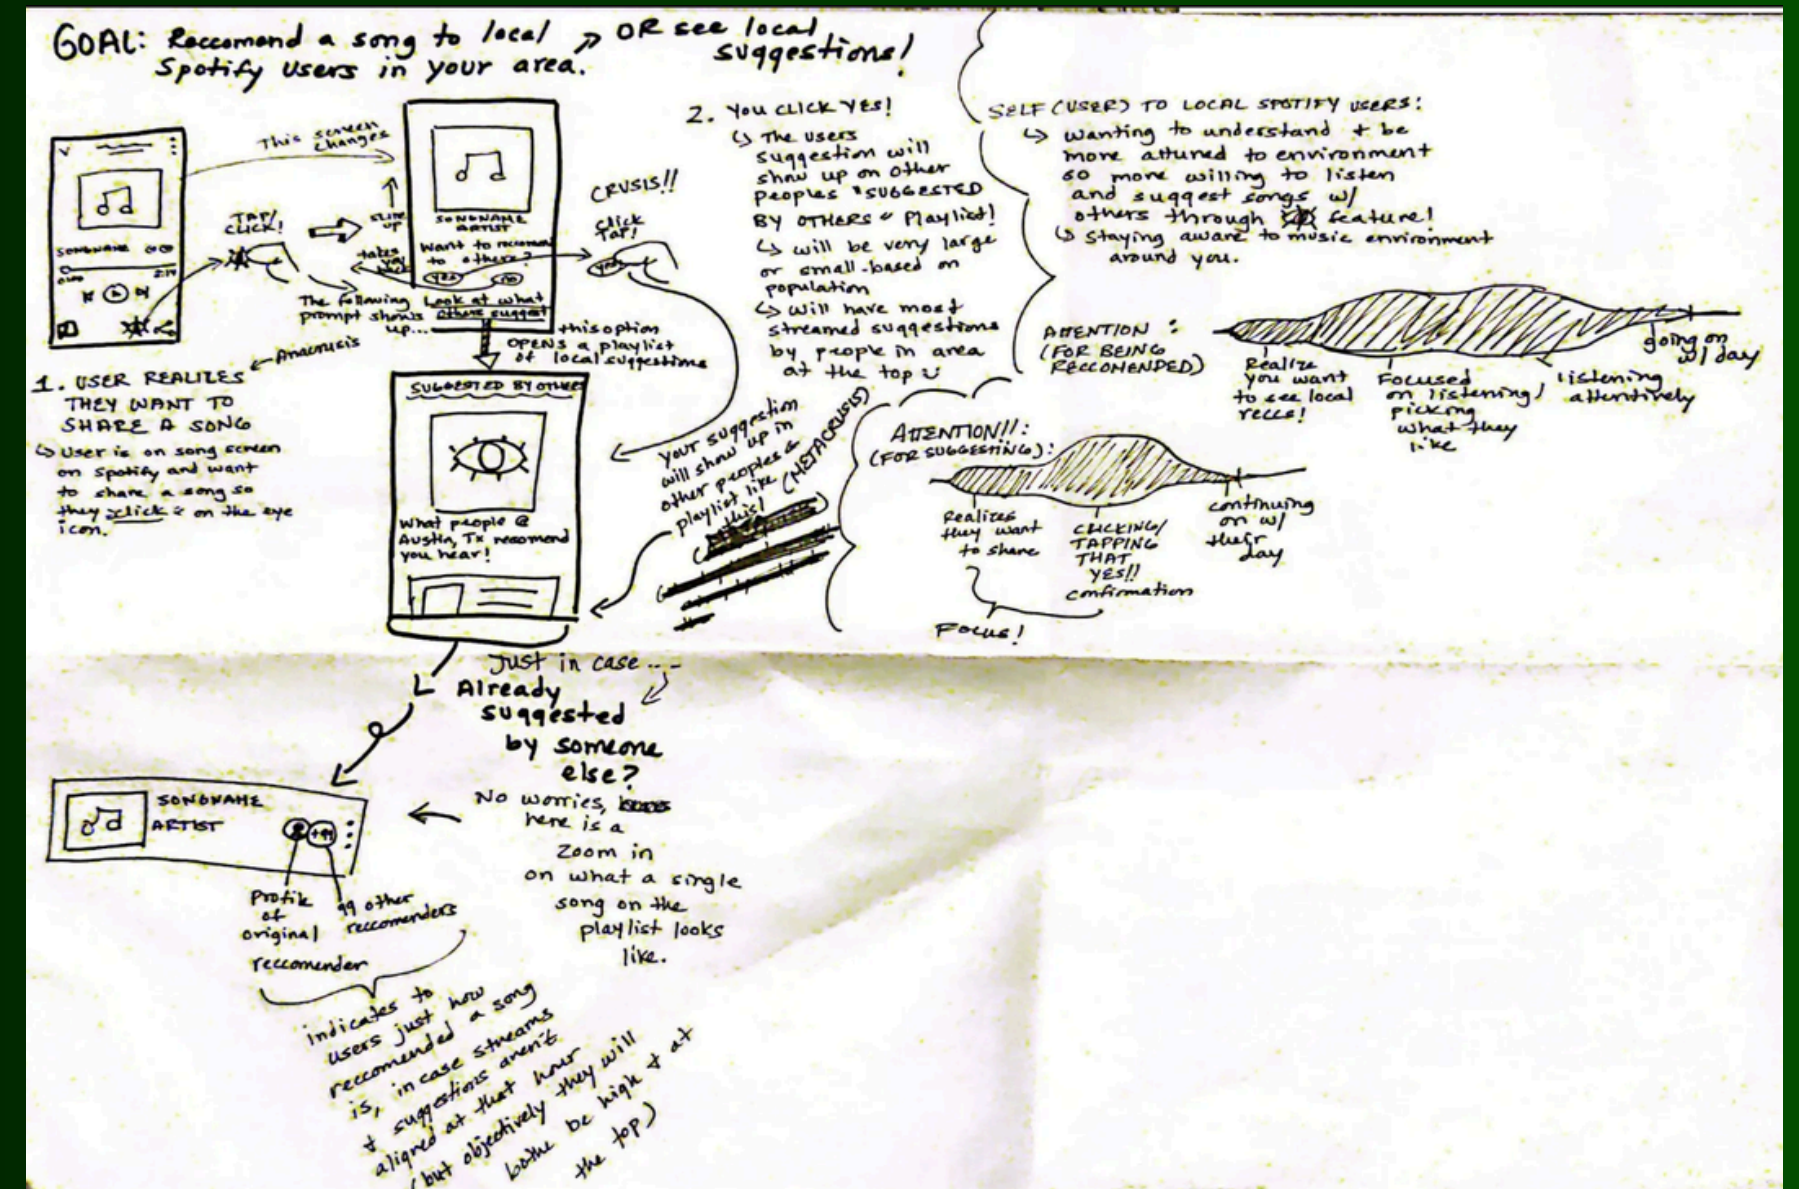 GOAL: Reccomend a song to local
Spotify users in your area.
OR see local
suggestions!
This screen
changes
SONGNAME
0:00
2:14
TAP/
CLICK!
SLIDE
UP
takes
you
back
SONGNAME
ARTIST
Want to reccomend
to others?
yes
no
Look at what
others suggest
The following
prompt shows
up...
CRUSIS!!
Click
TAP!
yes
this option
OPENS a playlist
of local suggestions
Anacrusis
1. USER REALIZES
THEY WANT TO
SHARE A SONG
User is on song screen
on Spotify and want
to share a song so
they click on the eye
icon.
SUGGESTED BY OTHERS
What people @
Austin, Tx recomend
you hear!
2. YOU CLICK YES!
The users
suggestion will
show up on other
peoples "SUGGESTED
BY OTHERS" Playlist!
will be very large
or small-based on
population
Will have most
streamed suggestions
by people in area
at the top
your suggestion
will show up in
other peoples
playlist like
this!
(METACRUSIS)
SELF (USER) TO LOCAL SPOTIFY USERS:
wanting to understand + be
more attuned to environment
so more willing to listen
and suggest songs w/
others through feature!
Staying aware to music environment
around you.
ATTENTION:
(FOR BEING
RECCOMENDED)
Realize
you want
to see local
reccs!
Focused
on listening/
picking
what they
like
listening
attentively
going on
w/ day
ATTENTION!!:
(FOR SUGGESTING):
Realizes
they want
to share
CLICKING/
TAPPING
THAT
YES!!
confirmation
continuing
on w/
their
day
Focus!
Just in case...
Already
suggested
by someone
else?
No worries,
here is a
Zoom in
on what a single
song on the
playlist looks
like.
SONGNAME
ARTIST
+99
Profile
of
original
reccomender
99 other
reccomenders
indicates to
users just how
reccomended a song
is, in case streams
+ suggestions aren't
aligned at that hour
(but objectively they will
bothe be high + at
the top)